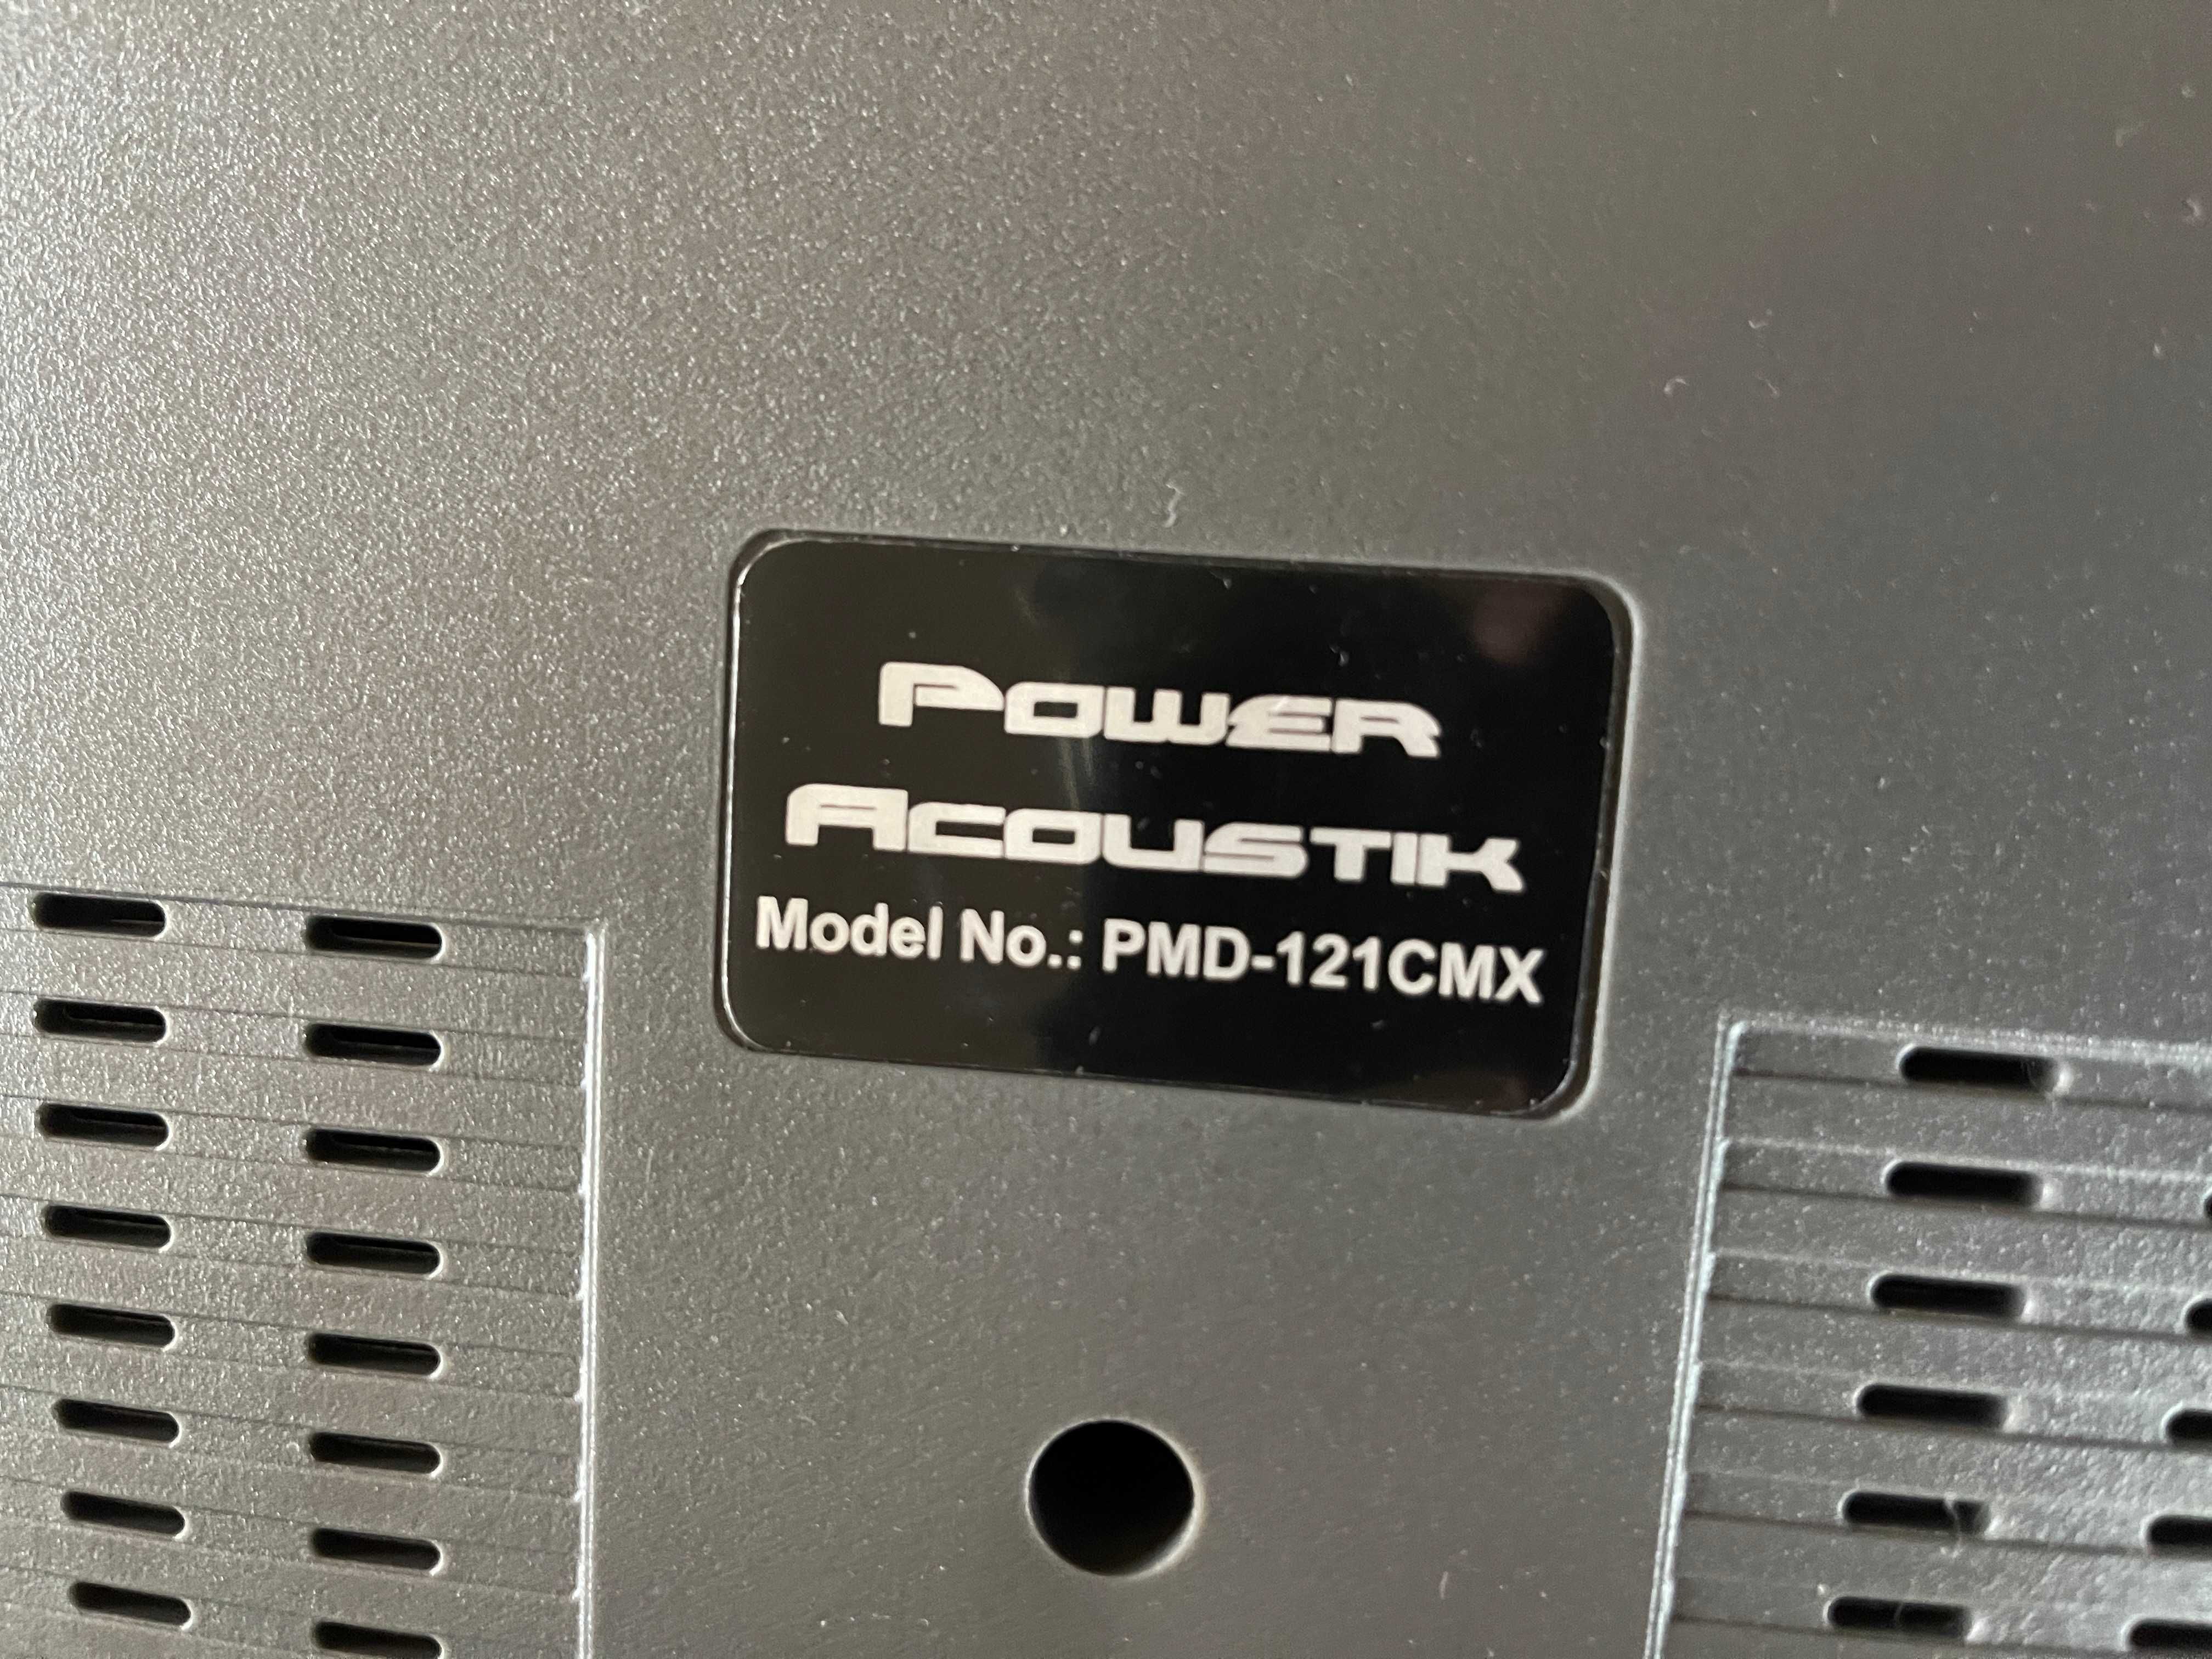 POWER
ACOUSTIK
Model No.: PMD-121CMX